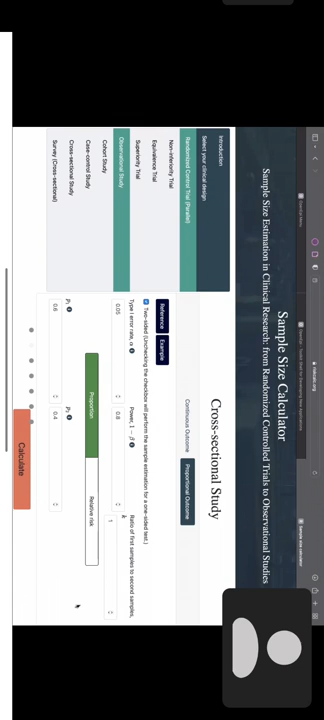 riskcalc.org
Sample size calculator
Sample Size Calculator
Sample Size Estimation in Clinical Research: from Randomized Controlled Trials to Observational Studies
Introduction
Select your clinical design
Randomized Control Trial (Parallel)
Non-inferiority Trial
Equivalence Trial
Superiority Trial
Observational Study
Cohort Study
Case-control Study
Cross-sectional Study
Survey (Cross-sectional)
Cross-sectional Study
Continuous Outcome
Proportional Outcome
Reference
Example
Two-sided (Unchecking the checkbox will perform the sample estimation for a one-sided test.)
Type I error rate, α
Power, 1 − β
Ratio of first samples to second samples,
k
0.05
0.8
1
Proportion
Relative risk
p₁
p₂
0.6
0.4
Calculate